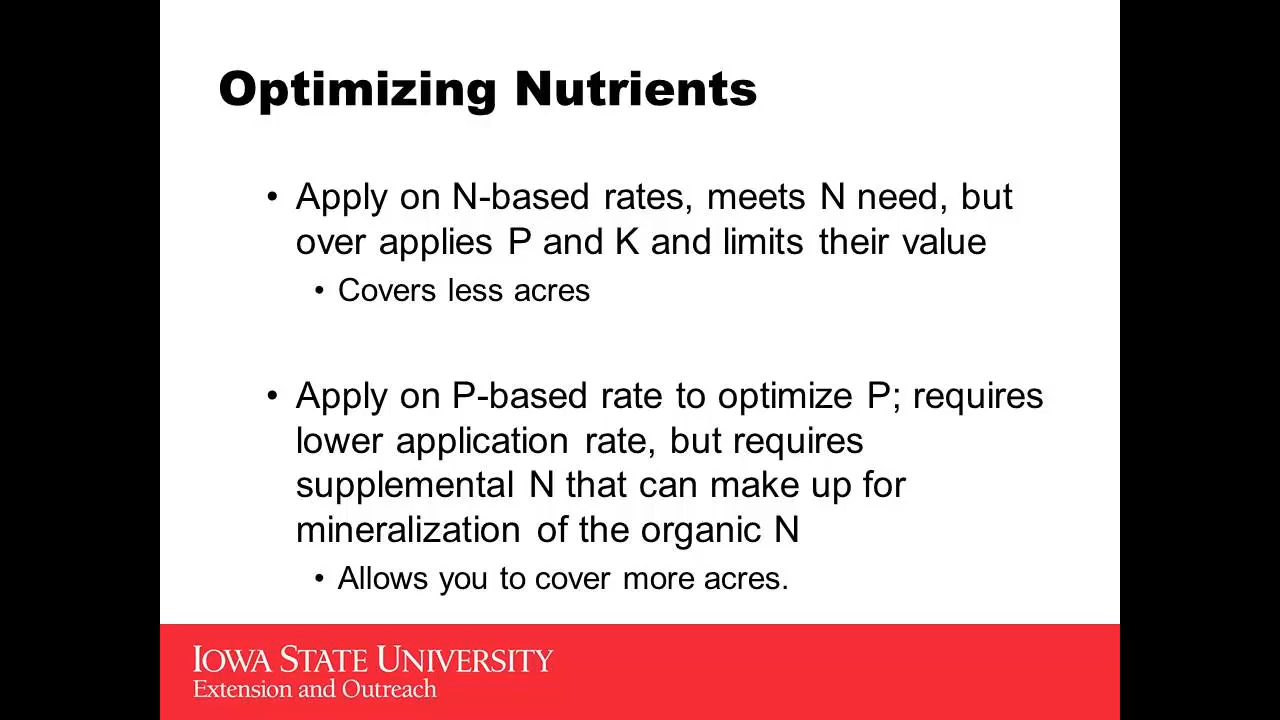 Optimizing Nutrients
• Apply on N-based rates, meets N need, but
over applies P and K and limits their value
• Covers less acres
• Apply on P-based rate to optimize P; requires
lower application rate, but requires
supplemental N that can make up for
mineralization of the organic N
• Allows you to cover more acres.
IOWA STATE UNIVERSITY
Extension and Outreach